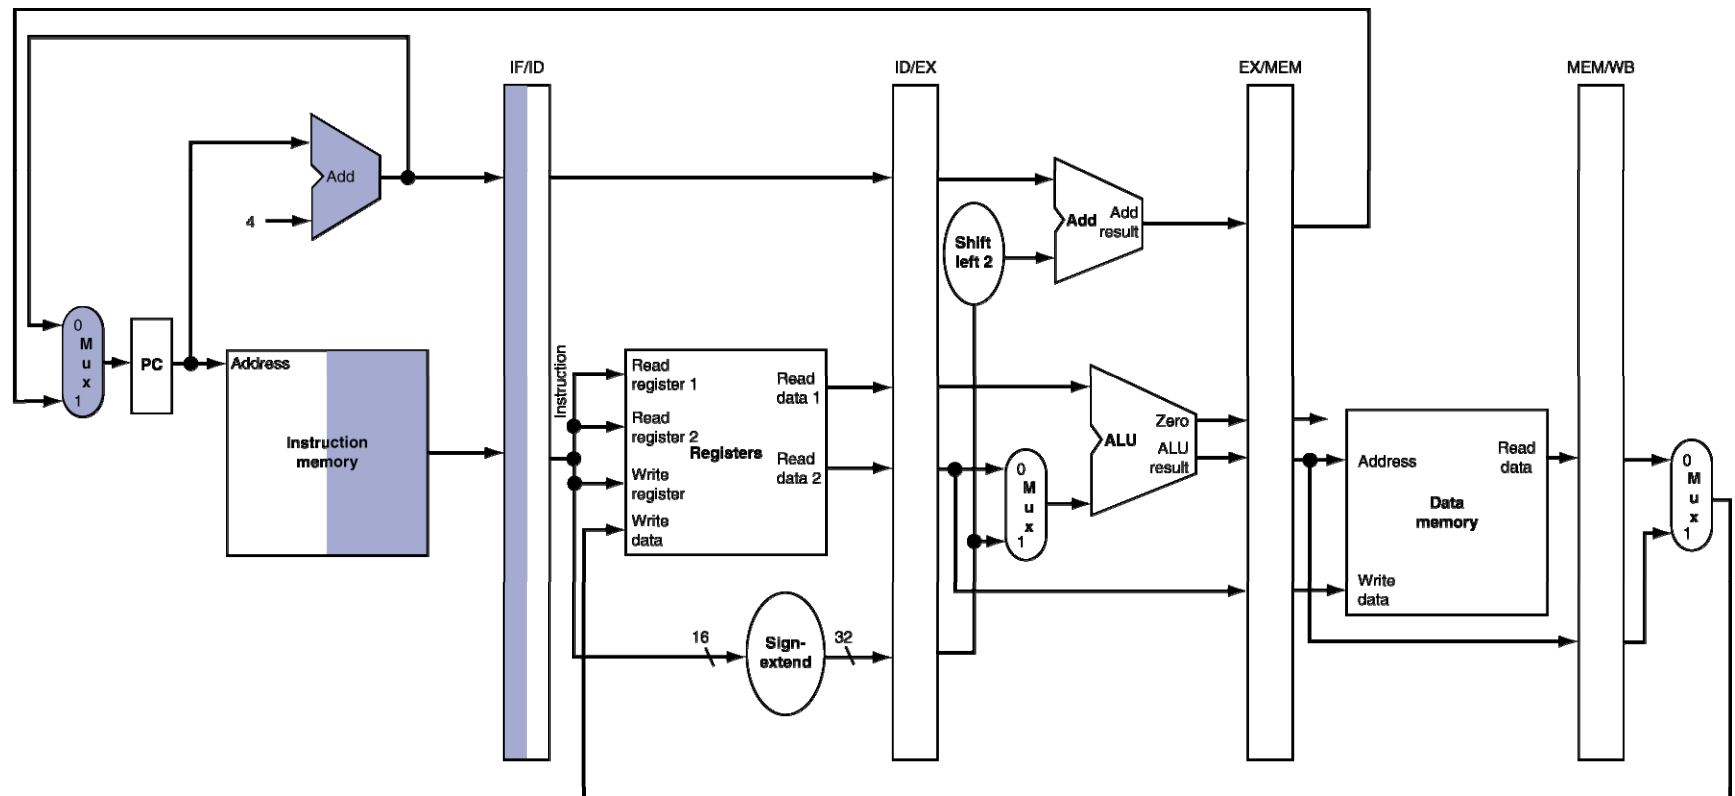 IF/ID
ID/EX
EX/MEM
MEM/WB
Add
4
Add
Add
result
Shift
left 2
0
M
u
x
1
PC
Address
Instruction
memory
Instruction
Read
register 1
Read
register 2
Write
register
Write
data
Registers
Read
data 1
Read
data 2
16
Sign-
extend
32
0
M
u
x
1
Zero
ALU
ALU
result
Address
Read
data
Data
memory
Write
data
0
M
u
x
1